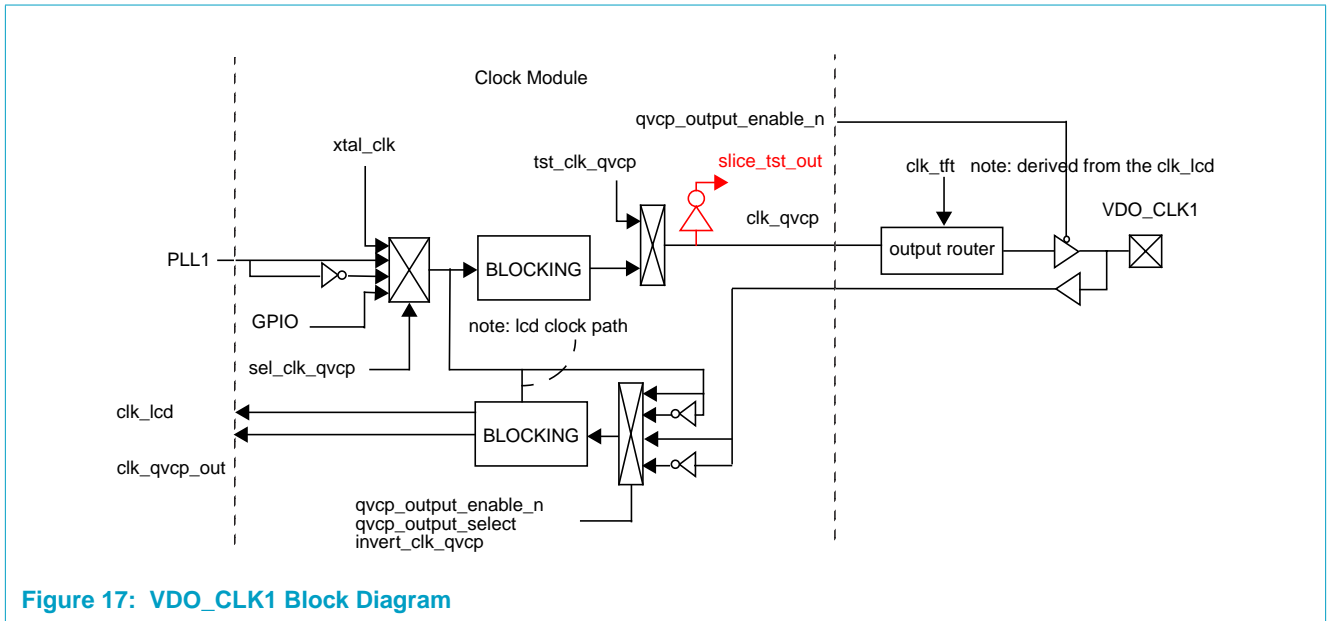 Clock Module
qvcp_output_enable_n
xtal_clk
tst_clk_qvcp
slice_tst_out
clk_tft note: derived from the clk_lcd
clk_qvcp
VDO_CLK1
PLL1
BLOCKING
output router
GPIO
note: lcd clock path
sel_clk_qvcp
clk_lcd
BLOCKING
clk_qvcp_out
qvcp_output_enable_n
qvcp_output_select
invert_clk_qvcp
Figure 17: VDO_CLK1 Block Diagram